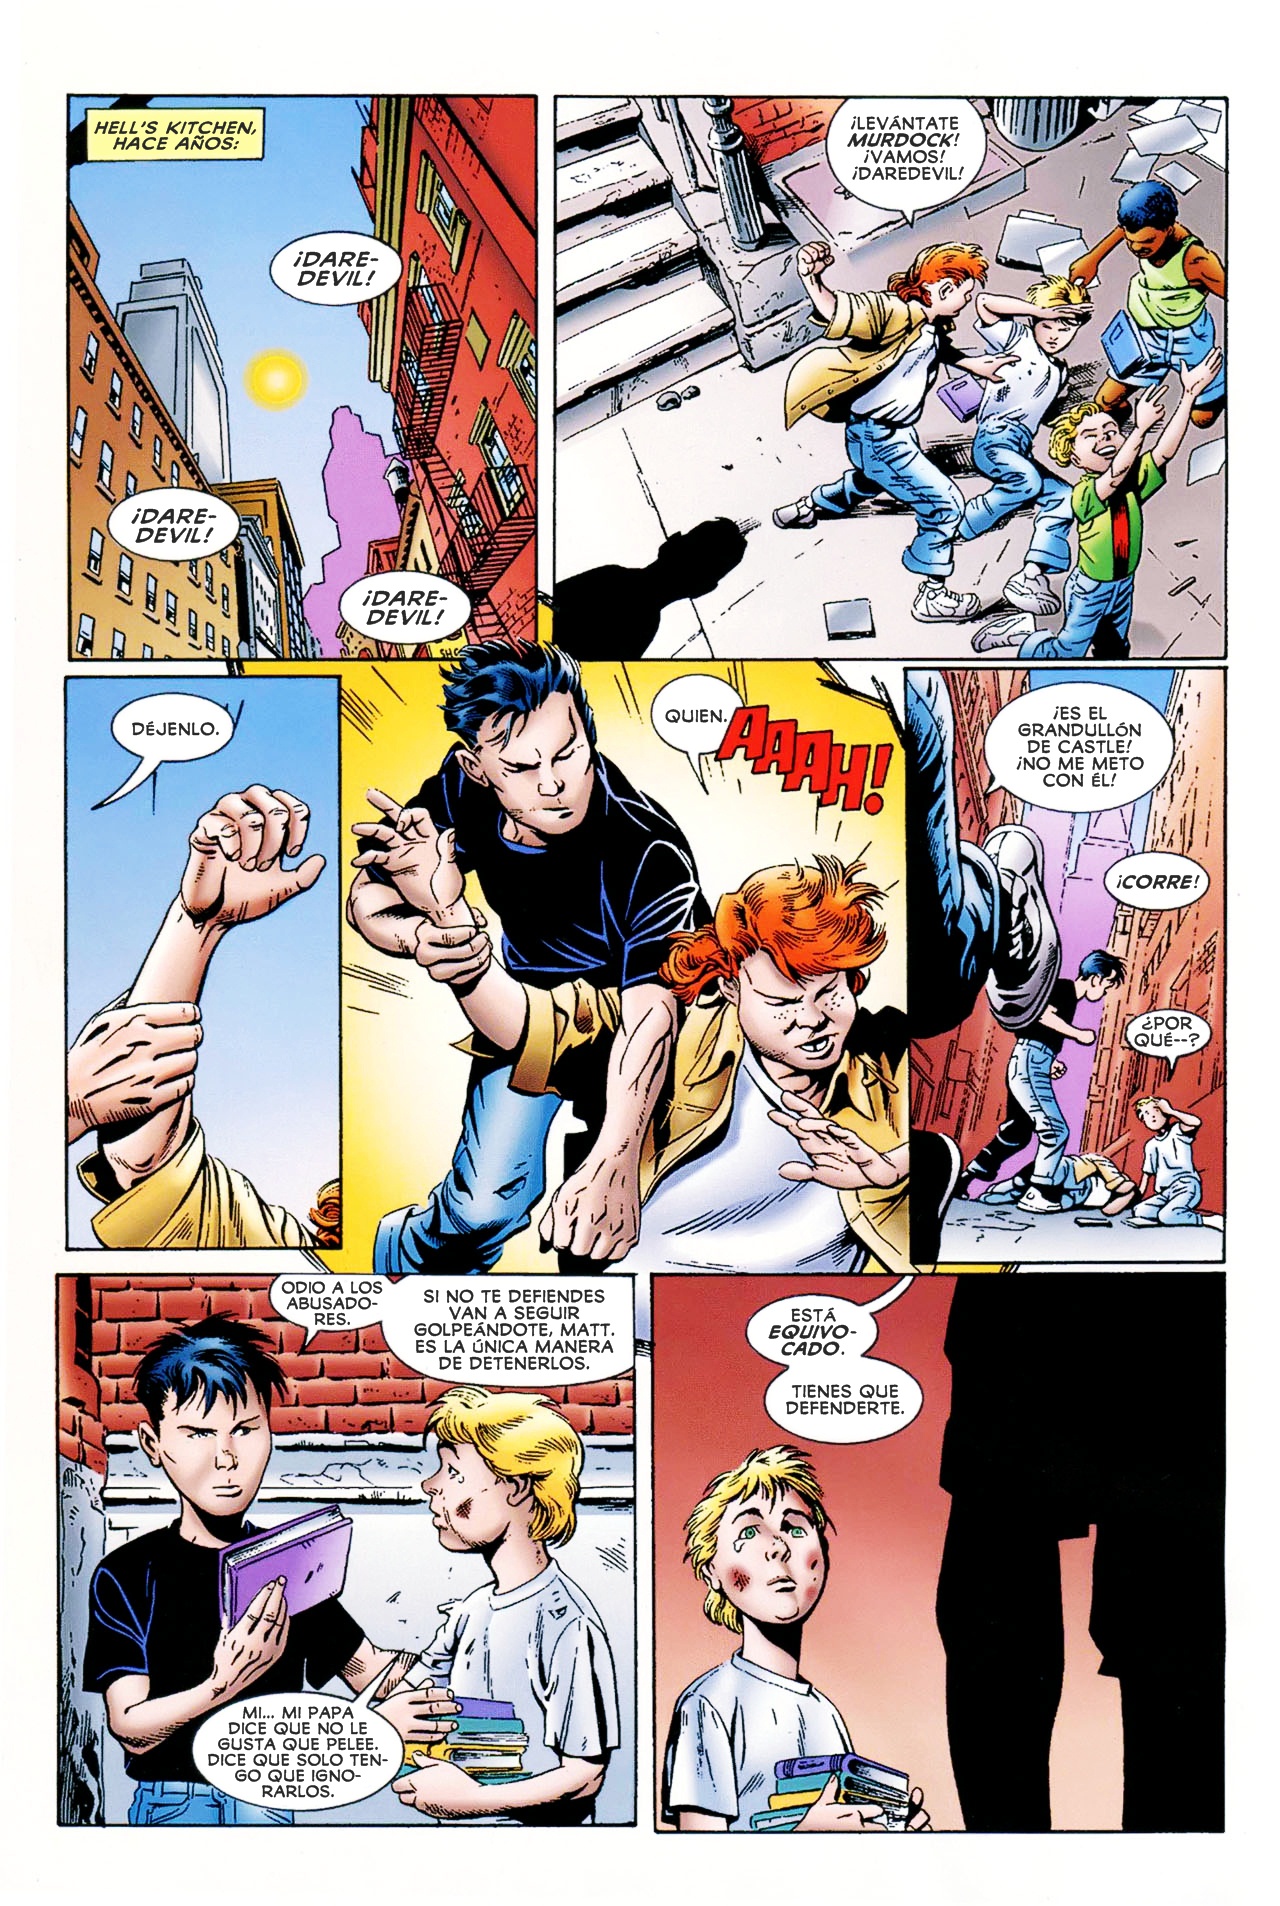 HELL'S KITCHEN,
HACE AÑOS:
¡DARE-
DEVIL!
¡DARE-
DEVIL!
¡DARE-
DEVIL!
¡LEVÁNTATE
MURDOCK!
¡VAMOS!
¡DAREDEVIL!
DÉJENLO.
QUIEN.
AAAH!
¡ES EL
GRANDULLÓN
DE CASTLE!
¡NO ME METO
CON ÉL!
¡CORRE!
¿POR
QUÉ--?
ODIO A LOS
ABUSADO-
RES.
SI NO TE DEFIENDES
VAN A SEGUIR
GOLPEÁNDOTE, MATT.
ES LA ÚNICA MANERA
DE DETENERLOS.
MI... MI PAPA
DICE QUE NO LE
GUSTA QUE PELEE.
DICE QUE SOLO TEN-
GO QUE IGNO-
RARLOS.
ESTÁ
EQUIVO-
CADO.
TIENES QUE
DEFENDERTE.